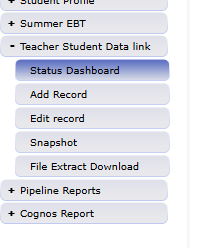 + Student Profile
+ Summer EBT
- Teacher Student Data link
Status Dashboard
Add Record
Edit record
Snapshot
File Extract Download
+ Pipeline Reports
+ Cognos Report